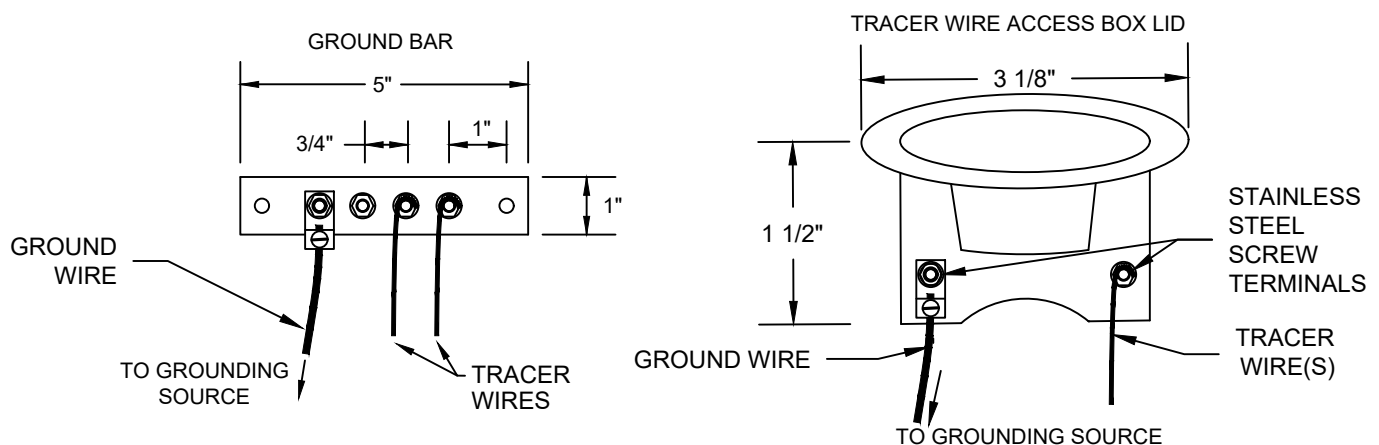 GROUND BAR
5"
3/4"
1"
1"
GROUND
WIRE
TO GROUNDING
SOURCE
TRACER
WIRES
TRACER WIRE ACCESS BOX LID
3 1/8"
1 1/2"
STAINLESS
STEEL
SCREW
TERMINALS
GROUND WIRE
TRACER
WIRE(S)
TO GROUNDING SOURCE